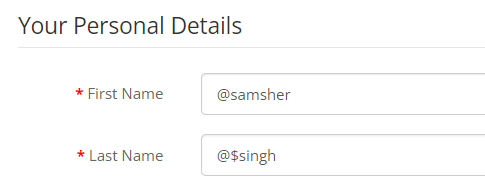 Your Personal Details
* First Name @samsher
* Last Name @$singh